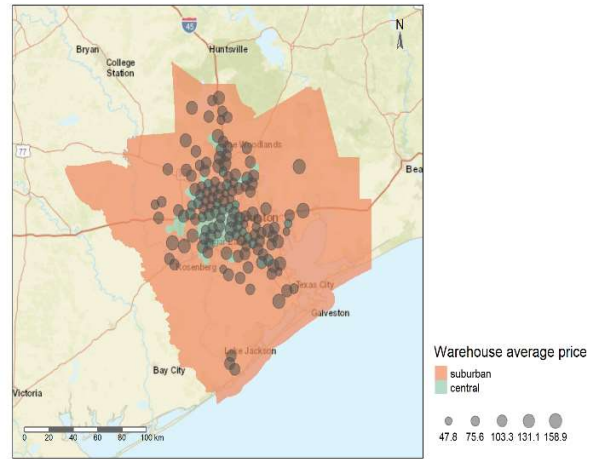 45
N
Bryan
Huntsville
College
Station
77
Woodlands
Bea
Rosenberg
Texas City
Galveston
Lake Jackson
Bay City
Victoria
0 20 40 60 80 100 km
Warehouse average price
suburban
central
47.8 75.6 103.3 131.1 158.9